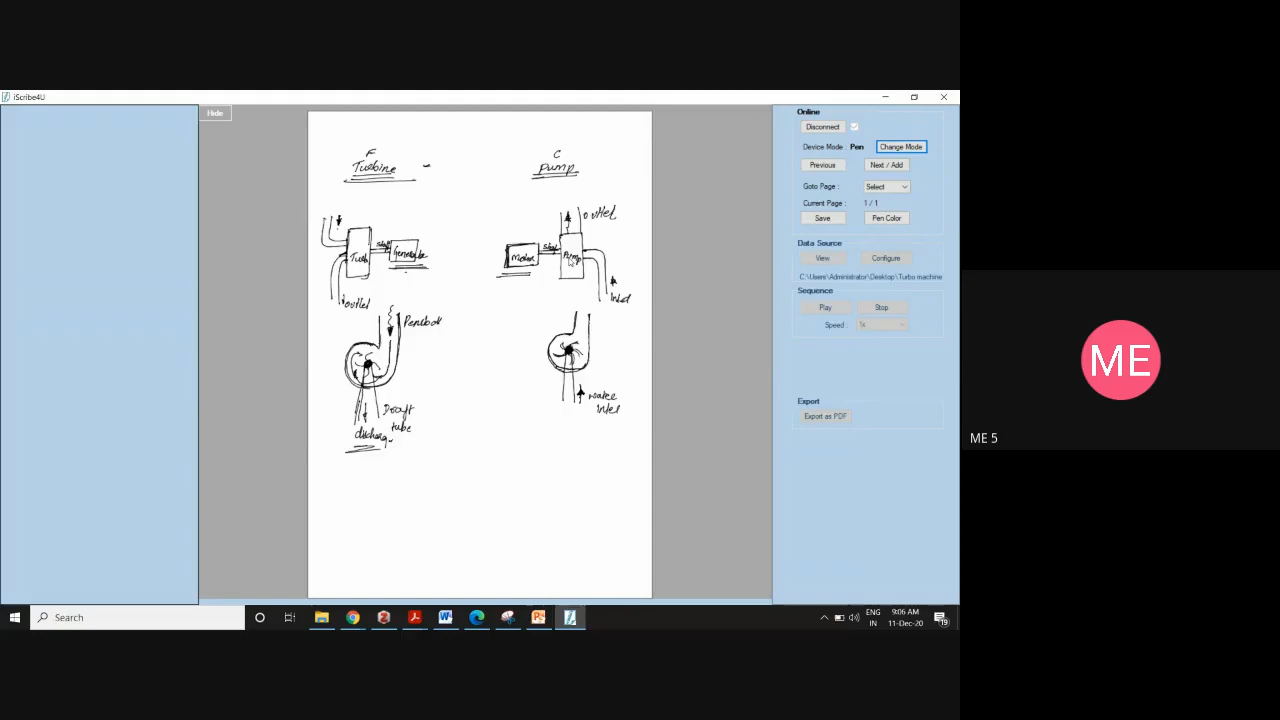 iScribe4U
Hide
F
Turbine -
C
Pump
Turb
shaft
Generator
outlet
Motor
shaft
Pump
outlet
inlet
Penstock
Draft
tube
discharge
water
inlet
Online
Disconnect
Device Mode : Pen Change Mode
Previous Next / Add
Goto Page : Select
Current Page : 1 / 1
Save Pen Color
Data Source
View Configure
C:\Users\Administrator\Desktop\Turbo machine
Sequence
Play Stop
Speed : 1x
Export
Export as PDF
ME
ME 5
Search
ENG
IN
9:06 AM
11-Dec-20
19